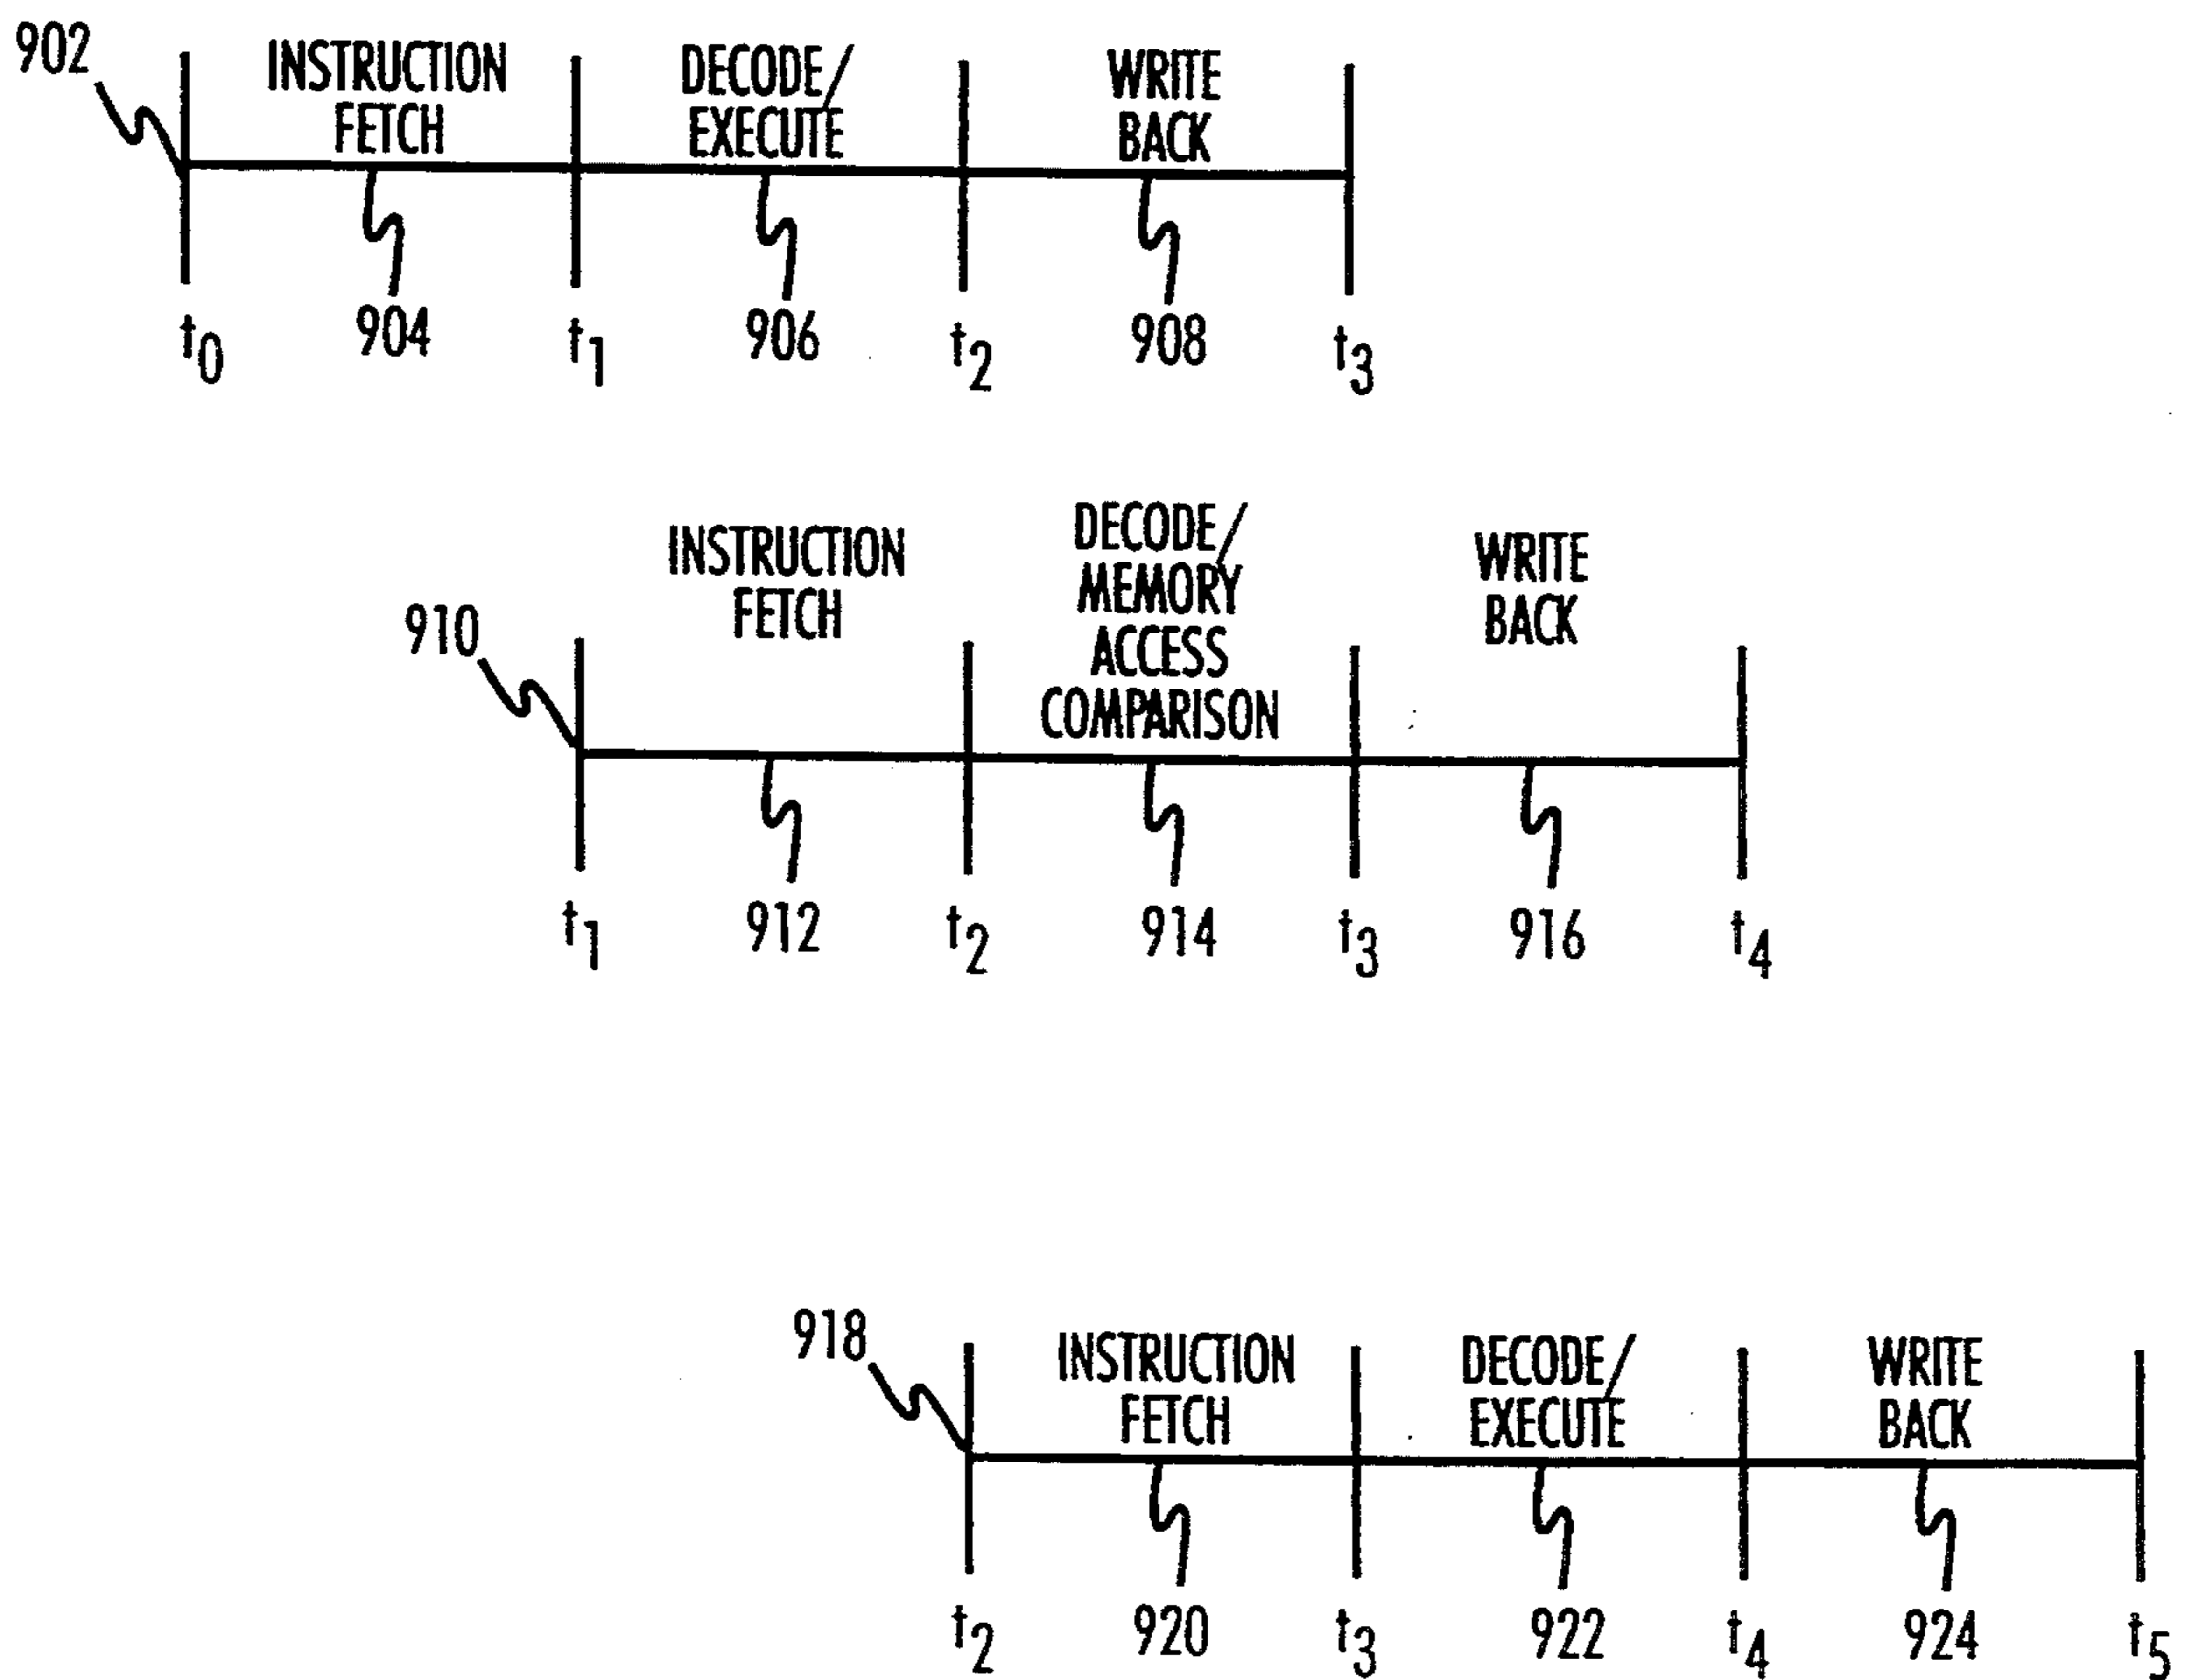 902
INSTRUCTION
FETCH
DECODE/
EXECUTE
WRITE
BACK
t0 904 t1 906 t2 908 t3
INSTRUCTION
FETCH
DECODE/
MEMORY
ACCESS
COMPARISON
WRITE
BACK
910
t1 912 t2 914 t3 916 t4
918
INSTRUCTION
FETCH
DECODE/
EXECUTE
WRITE
BACK
t2 920 t3 922 t4 924 t5